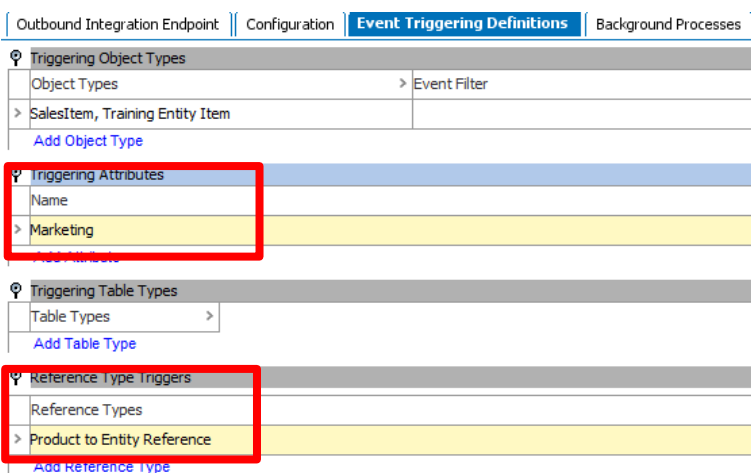 Outbound Integration Endpoint Configuration Event Triggering Definitions Background Processes
Triggering Object Types
Object Types > Event Filter
> SalesItem, Training Entity Item
Add Object Type
Triggering Attributes
Name
> Marketing
Add Attribute
Triggering Table Types
Table Types >
Add Table Type
Reference Type Triggers
Reference Types
> Product to Entity Reference
Add Reference Type